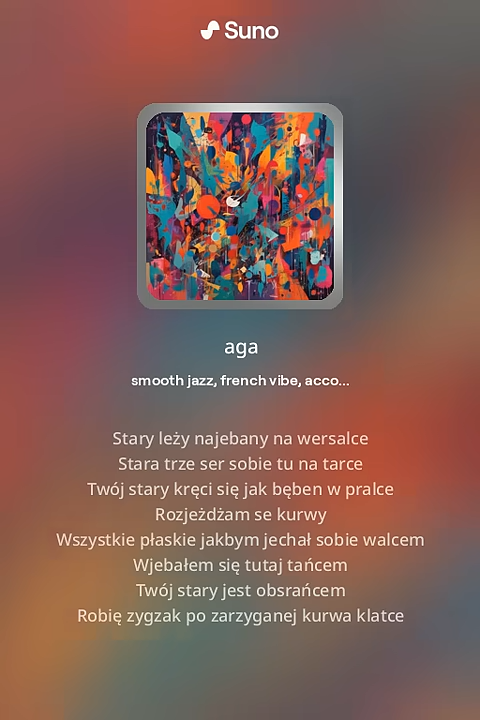 Suno
aga
smooth jazz, french vibe, acco...
Stary leży najebany na wersalce
Stara trze ser sobie tu na tarce
Twój stary kręci się jak bęben w pralce
Rozjeżdżam se kurwy
Wszystkie płaskie jakbym jechał sobie walcem
Wjebałem się tutaj tańcem
Twój stary jest obsrańcem
Robię zygzak po zarzyganej kurwa klatce